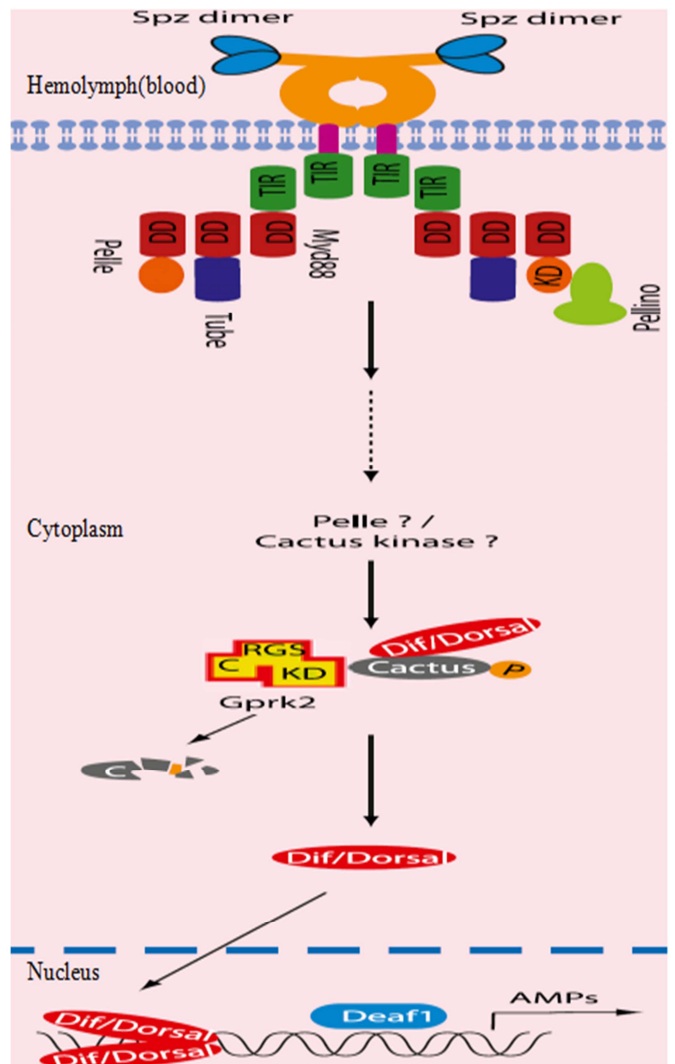 Spz dimer
Spz dimer
Hemolymph(blood)
TIR
TIR
TIR
TIR
DD
DD
DD
DD
DD
DD
Pelle
Myd88
KD
Tube
Pellino
Cytoplasm
Pelle ? /
Cactus kinase ?
RGS
C
KD
Dif/Dorsal
Cactus
P
Gprk2
C
Dif/Dorsal
Nucleus
AMPs
Dif/Dorsal
Deaf1
Dif/Dorsal